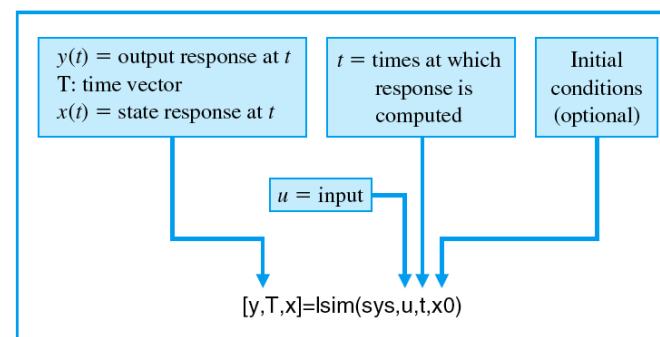 y(t) = output response at t
T: time vector
x(t) = state response at t
t = times at which
response is
computed
Initial
conditions
(optional)
u = input
[y,T,x]=lsim(sys,u,t,x0)